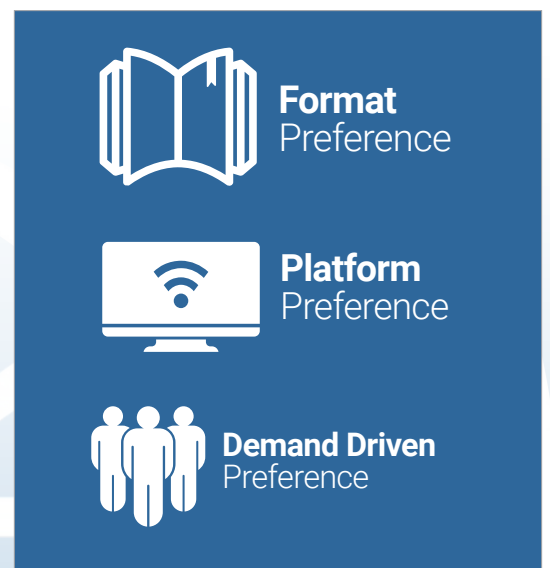 Format
Preference
Platform
Preference
Demand Driven
Preference